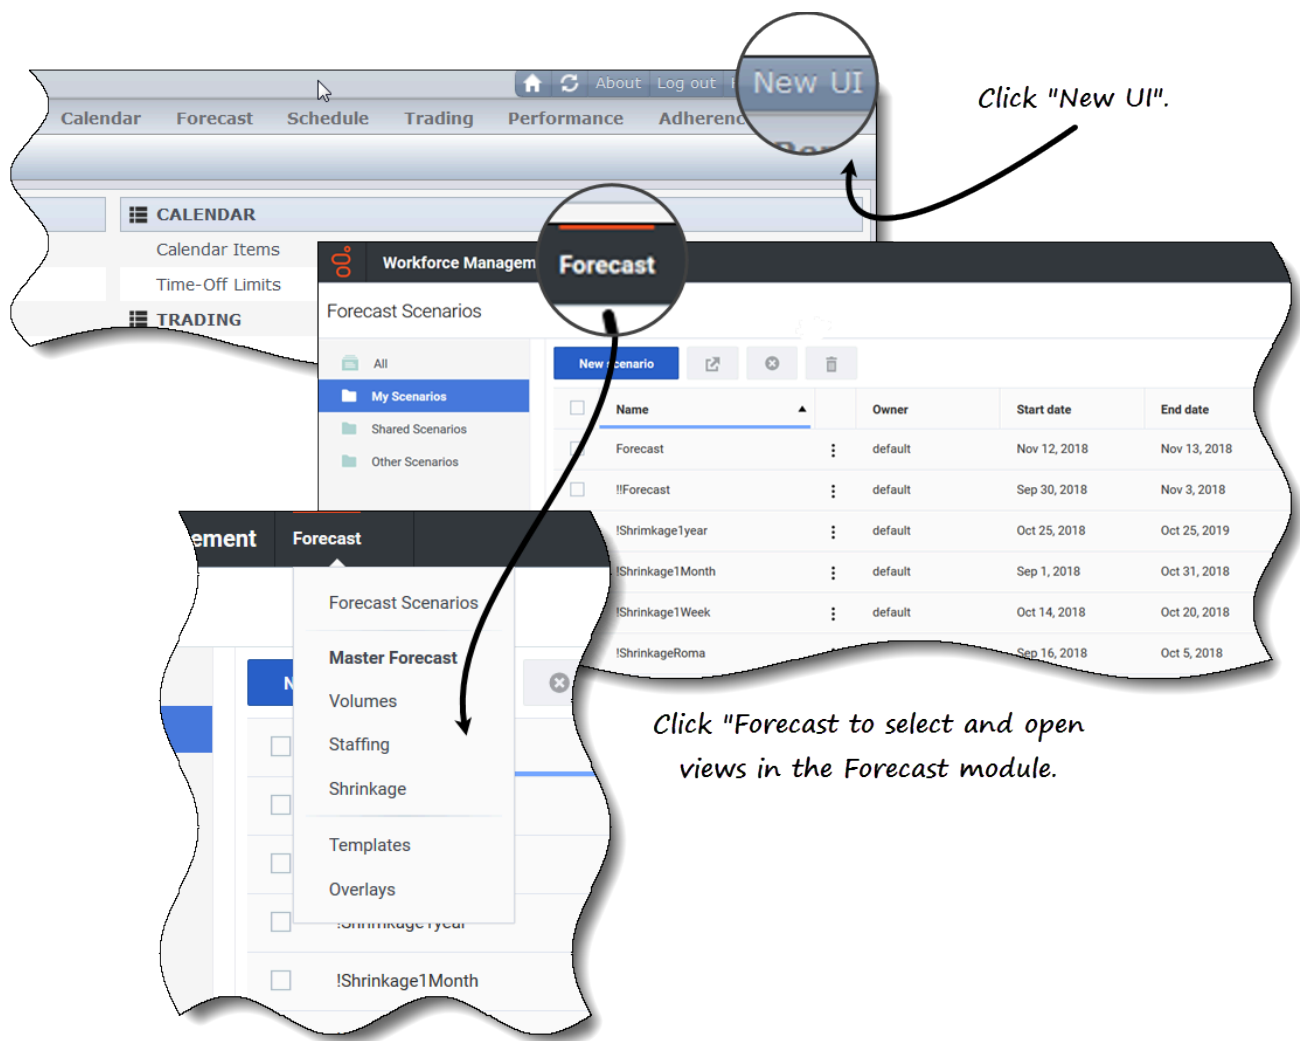 New UI
About
Log out
Click "New UI".
Calendar
Forecast
Schedule
Trading
Performance
CALENDAR
Calendar Items
Time-Off Limits
TRADING
Workforce
Forecast
Forecast Scenarios
All
My Scenarios
Shared Scenarios
Other Scenarios
New scenario
Name Owner Start date End date
Forecast default Nov 12, 2018 Nov 13, 2018
!!Forecast default Sep 30, 2018 Nov 3, 2018
!Shrimkage1year default Oct 25, 2018 Oct 25, 2019
!Shrinkage1Month default Sep 1, 2018 Oct 31, 2018
!Shrinkage1Week default Oct 14, 2018 Oct 20, 2018
!ShrinkageRoma Sep 16, 2018 Oct 5, 2018
ement
Forecast
Forecast Scenarios
Master Forecast
Volumes
Staffing
Shrinkage
Templates
Overlays
!Shrinkage1Month
Click "Forecast to select and open
views in the Forecast module.